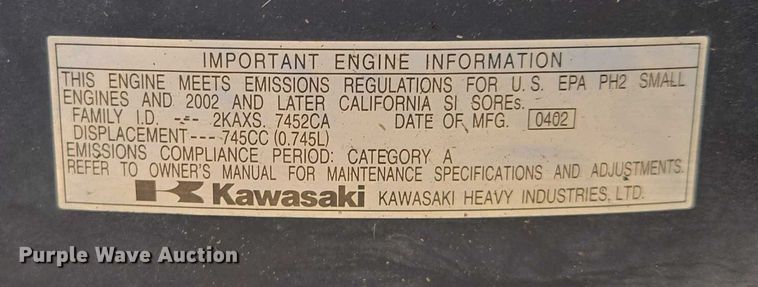 IMPORTANT ENGINE INFORMATION
THIS ENGINE MEETS EMISSIONS REGULATIONS FOR U.S. EPA PH2 SMALL
ENGINES AND 2002 AND LATER CALIFORNIA SI SOREs.
FAMILY I.D. --- 2KAXS. 7452CA DATE OF MFG. 0402
DISPLACEMENT --- 745CC (0.745L)
EMISSIONS COMPLIANCE PERIOD: CATEGORY A
REFER TO OWNER'S MANUAL FOR MAINTENANCE SPECIFICATIONS AND ADJUSTMENTS.
K Kawasaki KAWASAKI HEAVY INDUSTRIES, LTD.
Purple Wave Auction